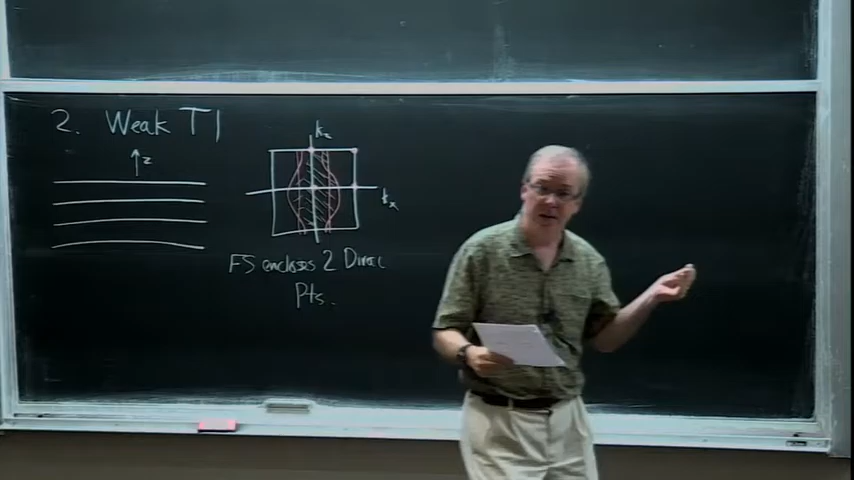 2. Weak TI
z
kz
kx
FS encloses 2 Dirac
pts.